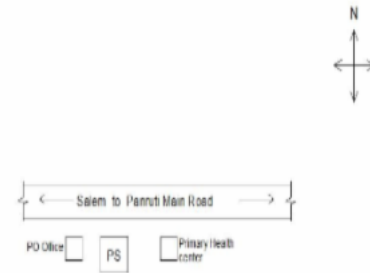 N
Salem to Panruti Main Road
PO Office
PS
Primary Health
center